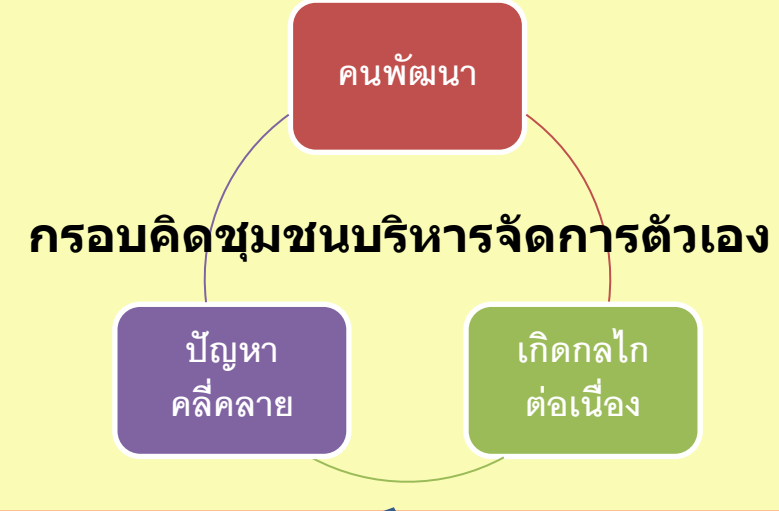 คนพัฒนา
กรอบคิดชุมชนบริหารจัดการตัวเอง
ปัญหา
คลี่คลาย
เกิดกลไก
ต่อเนื่อง